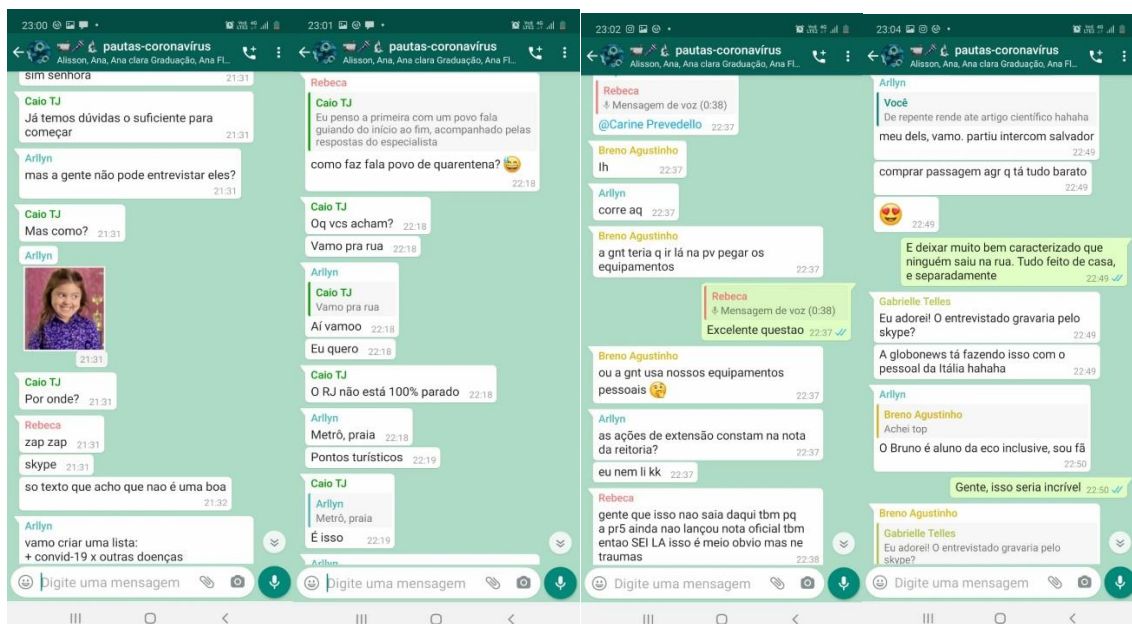 23:00
pautas-coronavírus
Alisson, Ana, Ana clara Graduação, Ana Fl...
sim senhora
21:31
Caio TJ
Já temos dúvidas o suficiente para
começar 21:31
Arllyn
mas a gente não pode entrevistar eles?
21:31
Caio TJ
Mas como? 21:31
Arllyn
21:31
Caio TJ
Por onde? 21:31
Rebeca
zap zap 21:31
skype 21:31
so texto que acho que nao é uma boa
21:32
Arllyn
vamo criar uma lista:
+ convid-19 x outras doenças
Digite uma mensagem
23:01
pautas-coronavírus
Alisson, Ana, Ana clara Graduação, Ana Fl...
Rebeca
Caio TJ
Eu penso a primeira com um povo fala
guiando do início ao fim, acompanhado pelas
respostas do especialista
como faz fala povo de quarentena? 😅
22:18
Caio TJ
Oq vcs acham? 22:18
Vamo pra rua 22:18
Arllyn
Caio TJ
Vamo pra rua
Aí vamoo 22:18
Eu quero 22:18
Caio TJ
O RJ não está 100% parado 22:18
Arllyn
Metrô, praia 22:18
Pontos turísticos 22:19
Caio TJ
Arllyn
Metrô, praia
É isso 22:19
Arllyn
Digite uma mensagem
23:02
pautas-coronavírus
Alisson, Ana, Ana clara Graduação, Ana Fl...
Rebeca
Mensagem de voz (0:38)
@Carine Prevedello 22:37
Breno Agustinho
Ih 22:37
Arllyn
corre aq 22:37
Breno Agustinho
a gnt teria q ir lá na pv pegar os
equipamentos 22:37
Rebeca
Mensagem de voz (0:38)
Excelente questao 22:37
Breno Agustinho
ou a gnt usa nossos equipamentos
pessoais 🤔 22:37
Arllyn
as ações de extensão constam na nota
da reitoria? 22:37
eu nem li kk 22:37
Rebeca
gente que isso nao saia daqui tbm pq
a pr5 ainda nao lançou nota oficial tbm
entao SEI LA isso é meio obvio mas ne
traumas 22:38
Digite uma mensagem
23:04
pautas-coronavírus
Alisson, Ana, Ana clara Graduação, Ana Fl...
Arllyn
Você
De repente rende ate artigo científico hahaha
meu dels, vamo. partiu intercom salvador
22:49
comprar passagem agr q tá tudo barato
22:49
😍 22:49
E deixar muito bem caracterizado que
ninguém saiu na rua. Tudo feito de casa,
e separadamente 22:49
Gabrielle Telles
Eu adorei! O entrevistado gravaria pelo
skype? 22:49
A globonews tá fazendo isso com o
pessoal da Itália hahaha 22:49
Arllyn
Breno Agustinho
Achei top
O Bruno é aluno da eco inclusive, sou fã
22:50
Gente, isso seria incrível 22:50
Breno Agustinho
Gabrielle Telles
Eu adorei! O entrevistado gravaria pelo
skype?
Digite uma mensagem